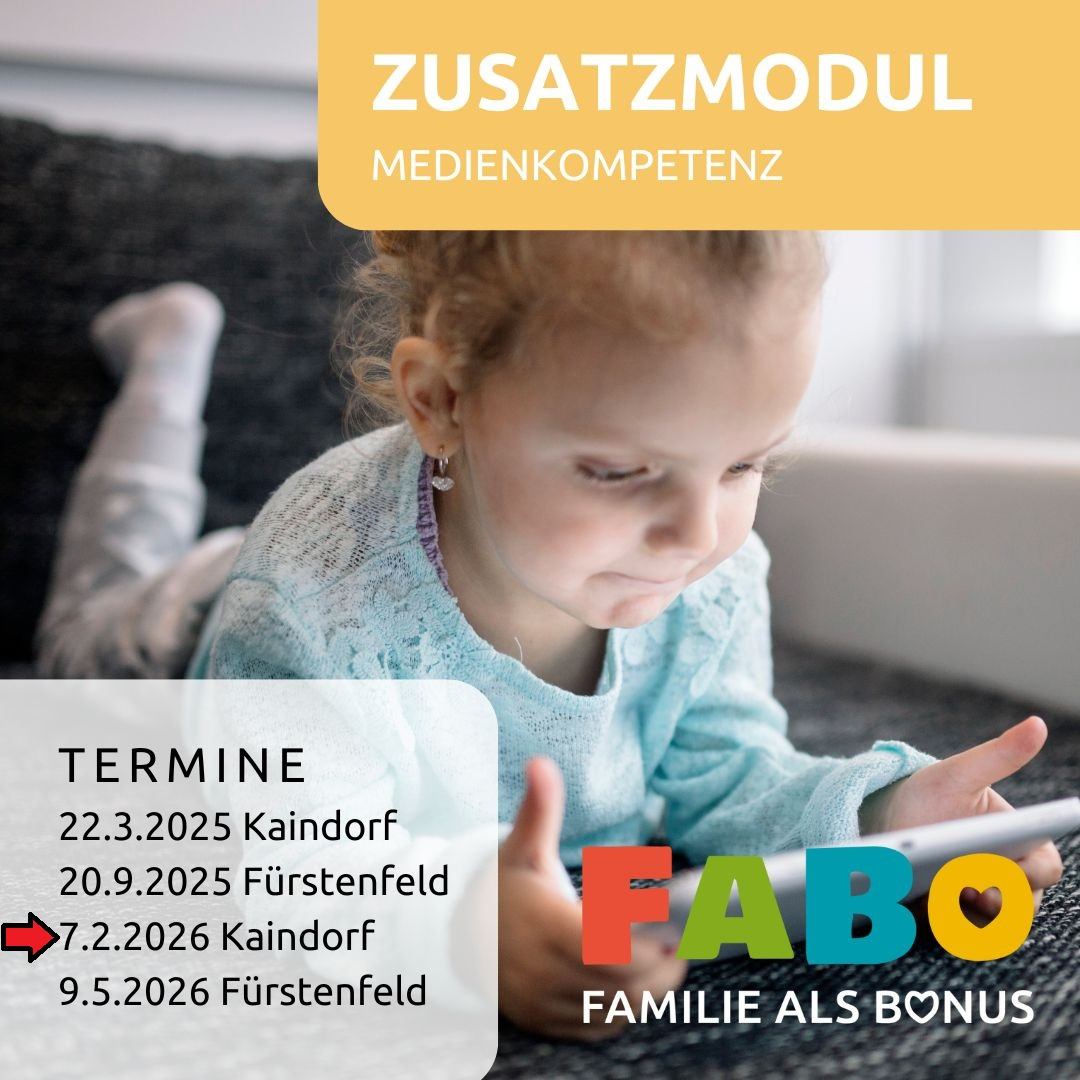 ZUSATZMODUL
MEDIENKOMPETENZ
TERMINE
22.3.2025 Kaindorf
20.9.2025 Fürstenfeld
7.2.2026 Kaindorf
9.5.2026 Fürstenfeld
FABO
FAMILIE ALS BONUS